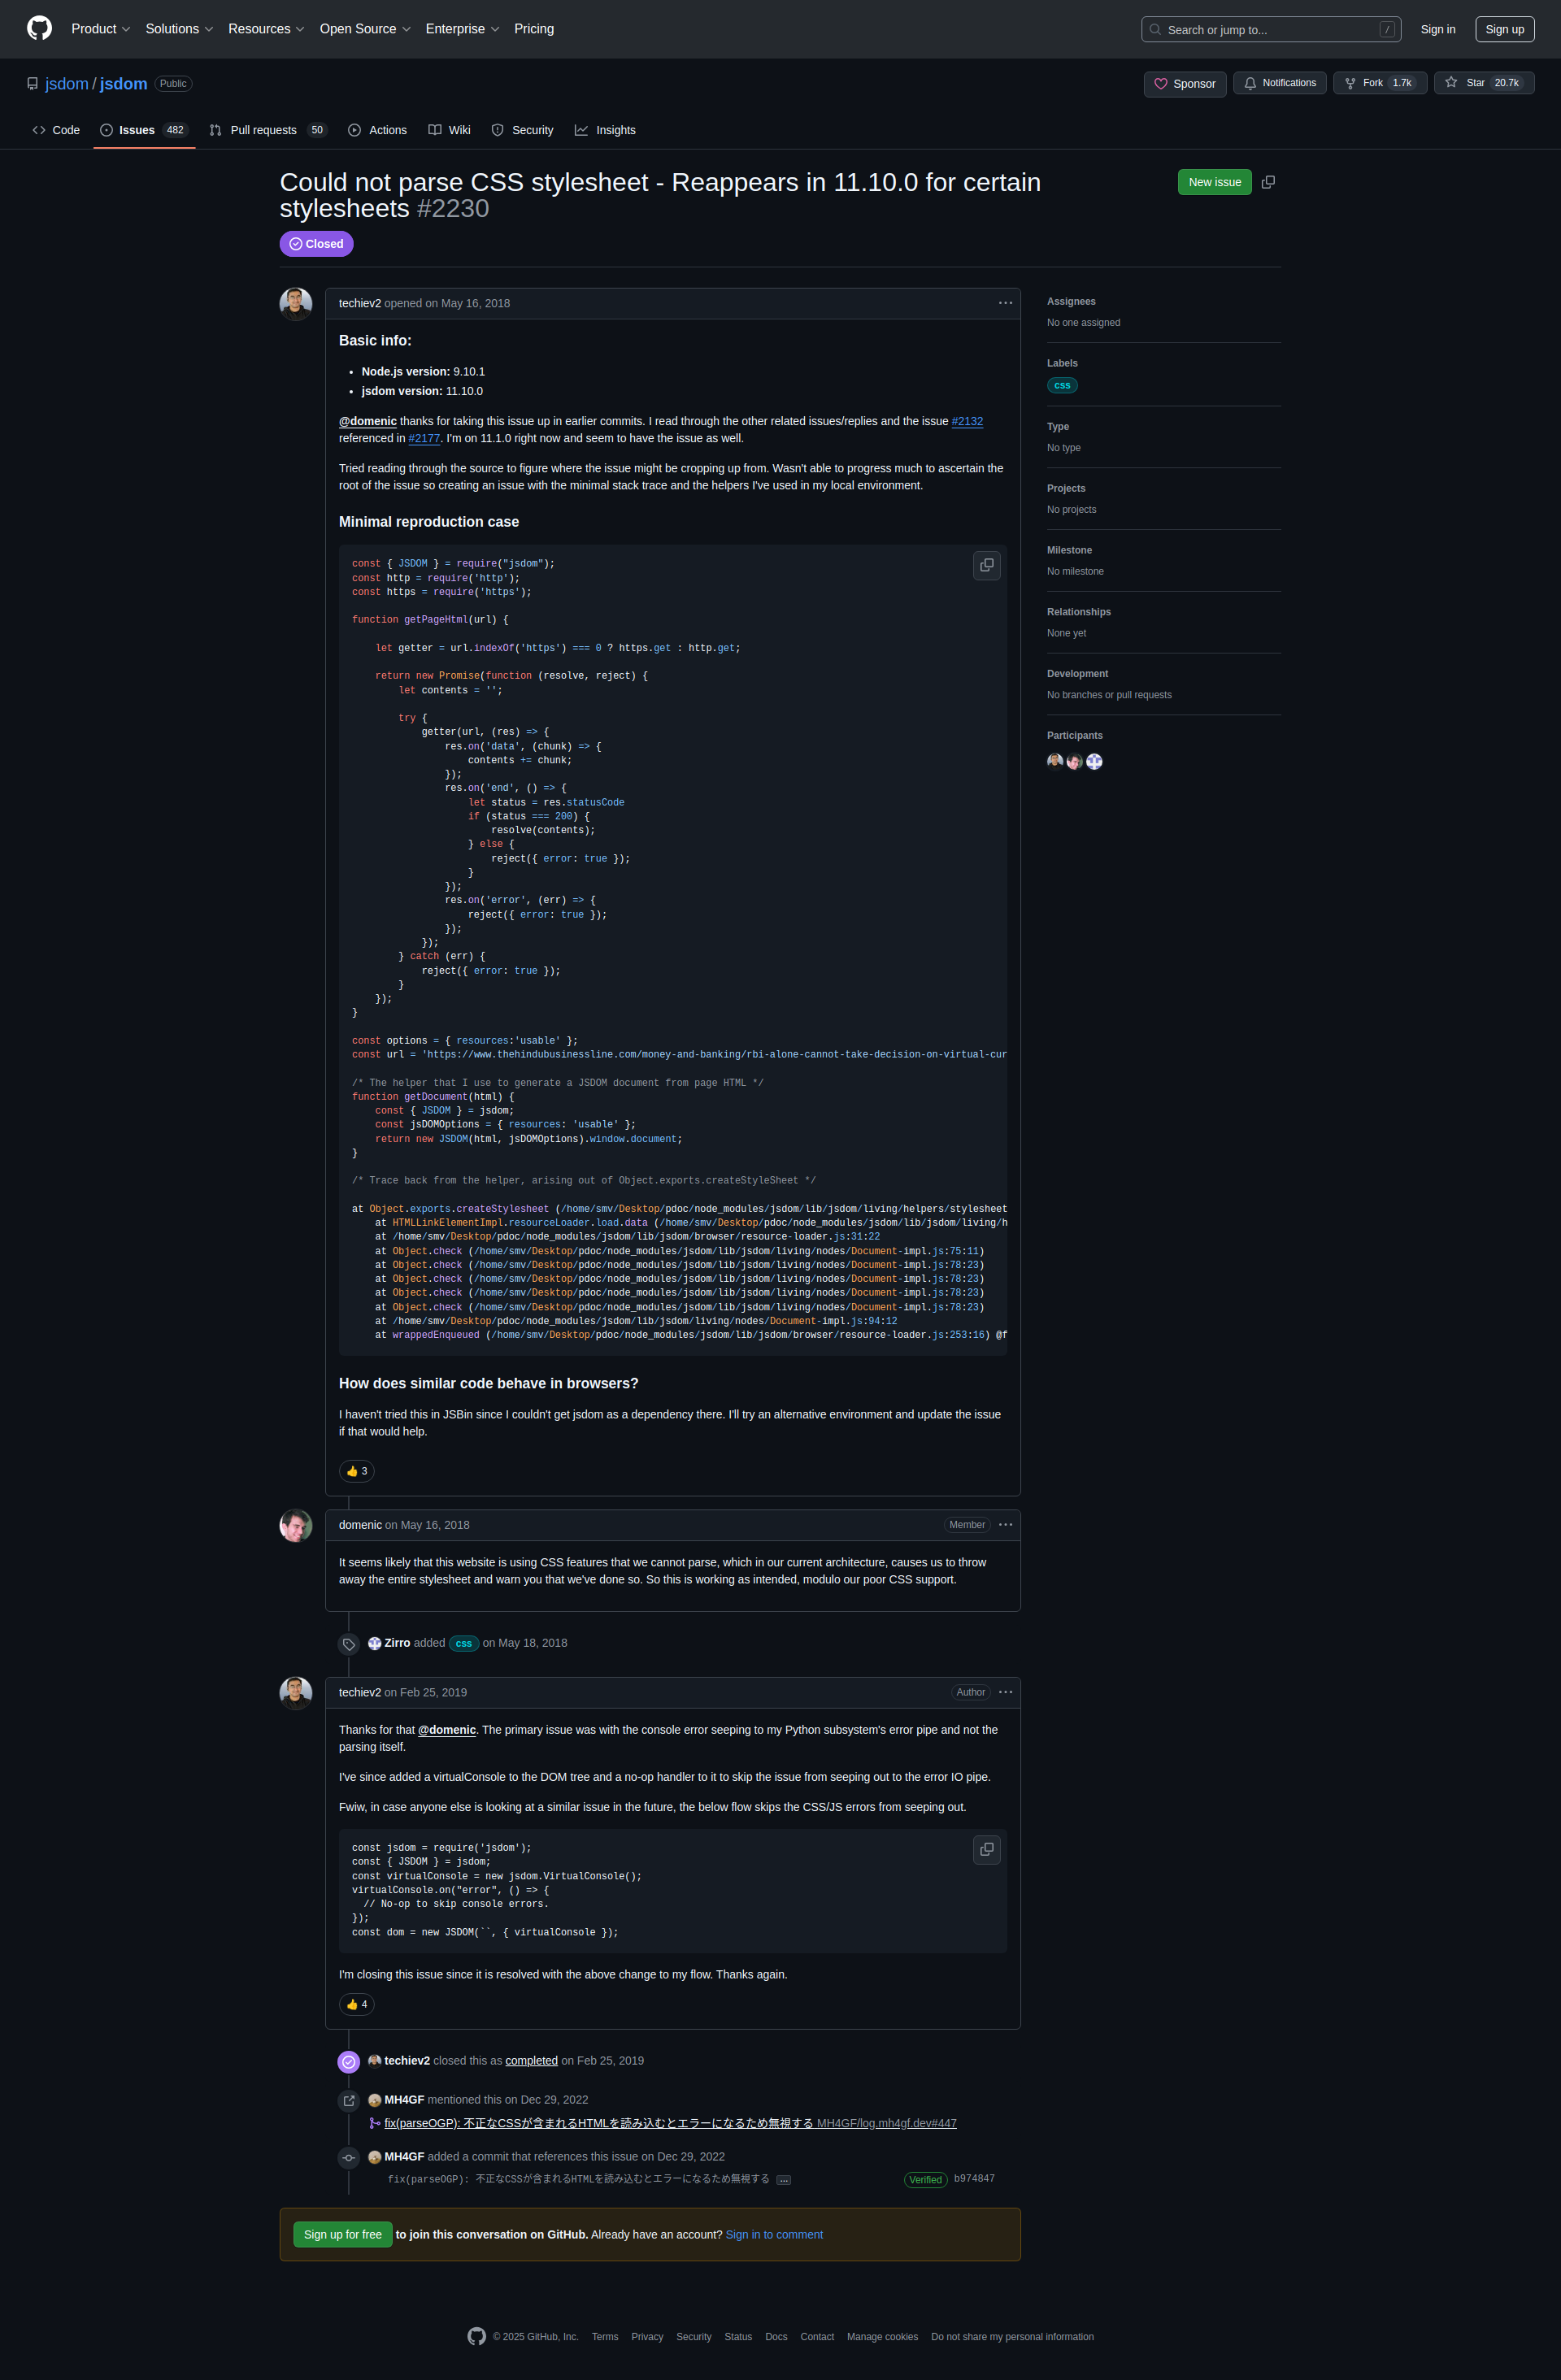 Product
Solutions
Resources
Open Source
Enterprise
Pricing
Search or jump to...
/
Sign in
Sign up
jsdom / jsdom Public
Sponsor
Notifications
Fork 1.7k
Star 20.7k
Code
Issues 482
Pull requests 50
Actions
Wiki
Security
Insights
Could not parse CSS stylesheet - Reappears in 11.10.0 for certain
stylesheets #2230
New issue
Closed
techiev2 opened on May 16, 2018
Basic info:
• Node.js version: 9.10.1
• jsdom version: 11.10.0
@domenic thanks for taking this issue up in earlier commits. I read through the other related issues/replies and the issue #2132
referenced in #2177. I'm on 11.1.0 right now and seem to have the issue as well.
Tried reading through the source to figure where the issue might be cropping up from. Wasn't able to progress much to ascertain the
root of the issue so creating an issue with the minimal stack trace and the helpers I've used in my local environment.
Minimal reproduction case
const { JSDOM } = require("jsdom");
const http = require('http');
const https = require('https');
function getPageHtml(url) {
    let getter = url.indexOf('https') === 0 ? https.get : http.get;
    return new Promise(function (resolve, reject) {
        let contents = '';
        try {
            getter(url, (res) => {
                res.on('data', (chunk) => {
                    contents += chunk;
                });
                res.on('end', () => {
                    let status = res.statusCode
                    if (status === 200) {
                        resolve(contents);
                    } else {
                        reject({ error: true });
                    }
                });
                res.on('error', (err) => {
                    reject({ error: true });
                });
            });
        } catch (err) {
            reject({ error: true });
        }
    });
}
const options = { resources:'usable' };
const url = 'https://www.thehindubusinessline.com/money-and-banking/rbi-alone-cannot-take-decision-on-virtual-cur
/* The helper that I use to generate a JSDOM document from page HTML */
function getDocument(html) {
    const { JSDOM } = jsdom;
    const jsDOMOptions = { resources: 'usable' };
    return new JSDOM(html, jsDOMOptions).window.document;
}
/* Trace back from the helper, arising out of Object.exports.createStyleSheet */
at Object.exports.createStylesheet (/home/smv/Desktop/pdoc/node_modules/jsdom/lib/jsdom/living/helpers/stylesheet
    at HTMLLinkElementImpl.resourceLoader.load.data (/home/smv/Desktop/pdoc/node_modules/jsdom/lib/jsdom/living/h
    at /home/smv/Desktop/pdoc/node_modules/jsdom/lib/jsdom/browser/resource-loader.js:31:22
    at Object.check (/home/smv/Desktop/pdoc/node_modules/jsdom/lib/jsdom/living/nodes/Document-impl.js:75:11)
    at Object.check (/home/smv/Desktop/pdoc/node_modules/jsdom/lib/jsdom/living/nodes/Document-impl.js:78:23)
    at Object.check (/home/smv/Desktop/pdoc/node_modules/jsdom/lib/jsdom/living/nodes/Document-impl.js:78:23)
    at Object.check (/home/smv/Desktop/pdoc/node_modules/jsdom/lib/jsdom/living/nodes/Document-impl.js:78:23)
    at Object.check (/home/smv/Desktop/pdoc/node_modules/jsdom/lib/jsdom/living/nodes/Document-impl.js:78:23)
    at /home/smv/Desktop/pdoc/node_modules/jsdom/lib/jsdom/living/nodes/Document-impl.js:94:12
    at wrappedEnqueued (/home/smv/Desktop/pdoc/node_modules/jsdom/lib/jsdom/browser/resource-loader.js:253:16) @f
How does similar code behave in browsers?
I haven't tried this in JSBin since I couldn't get jsdom as a dependency there. I'll try an alternative environment and update the issue
if that would help.
👍 3
Assignees
No one assigned
Labels
css
Type
No type
Projects
No projects
Milestone
No milestone
Relationships
None yet
Development
No branches or pull requests
Participants
domenic on May 16, 2018
Member
It seems likely that this website is using CSS features that we cannot parse, which in our current architecture, causes us to throw
away the entire stylesheet and warn you that we've done so. So this is working as intended, modulo our poor CSS support.
Zirro added css on May 18, 2018
techiev2 on Feb 25, 2019
Author
Thanks for that @domenic. The primary issue was with the console error seeping to my Python subsystem's error pipe and not the
parsing itself.
I've since added a virtualConsole to the DOM tree and a no-op handler to it to skip the issue from seeping out to the error IO pipe.
Fwiw, in case anyone else is looking at a similar issue in the future, the below flow skips the CSS/JS errors from seeping out.
const jsdom = require('jsdom');
const { JSDOM } = jsdom;
const virtualConsole = new jsdom.VirtualConsole();
virtualConsole.on("error", () => {
  // No-op to skip console errors.
});
const dom = new JSDOM(``, { virtualConsole });
I'm closing this issue since it is resolved with the above change to my flow. Thanks again.
👍 4
techiev2 closed this as completed on Feb 25, 2019
MH4GF mentioned this on Dec 29, 2022
fix(parseOGP): 不正なCSSが含まれるHTMLを読み込むとエラーになるため無視する MH4GF/log.mh4gf.dev#447
MH4GF added a commit that references this issue on Dec 29, 2022
fix(parseOGP): 不正なCSSが含まれるHTMLを読み込むとエラーになるため無視する …
Verified
b974847
Sign up for free to join this conversation on GitHub. Already have an account? Sign in to comment
© 2025 GitHub, Inc.
Terms
Privacy
Security
Status
Docs
Contact
Manage cookies
Do not share my personal information